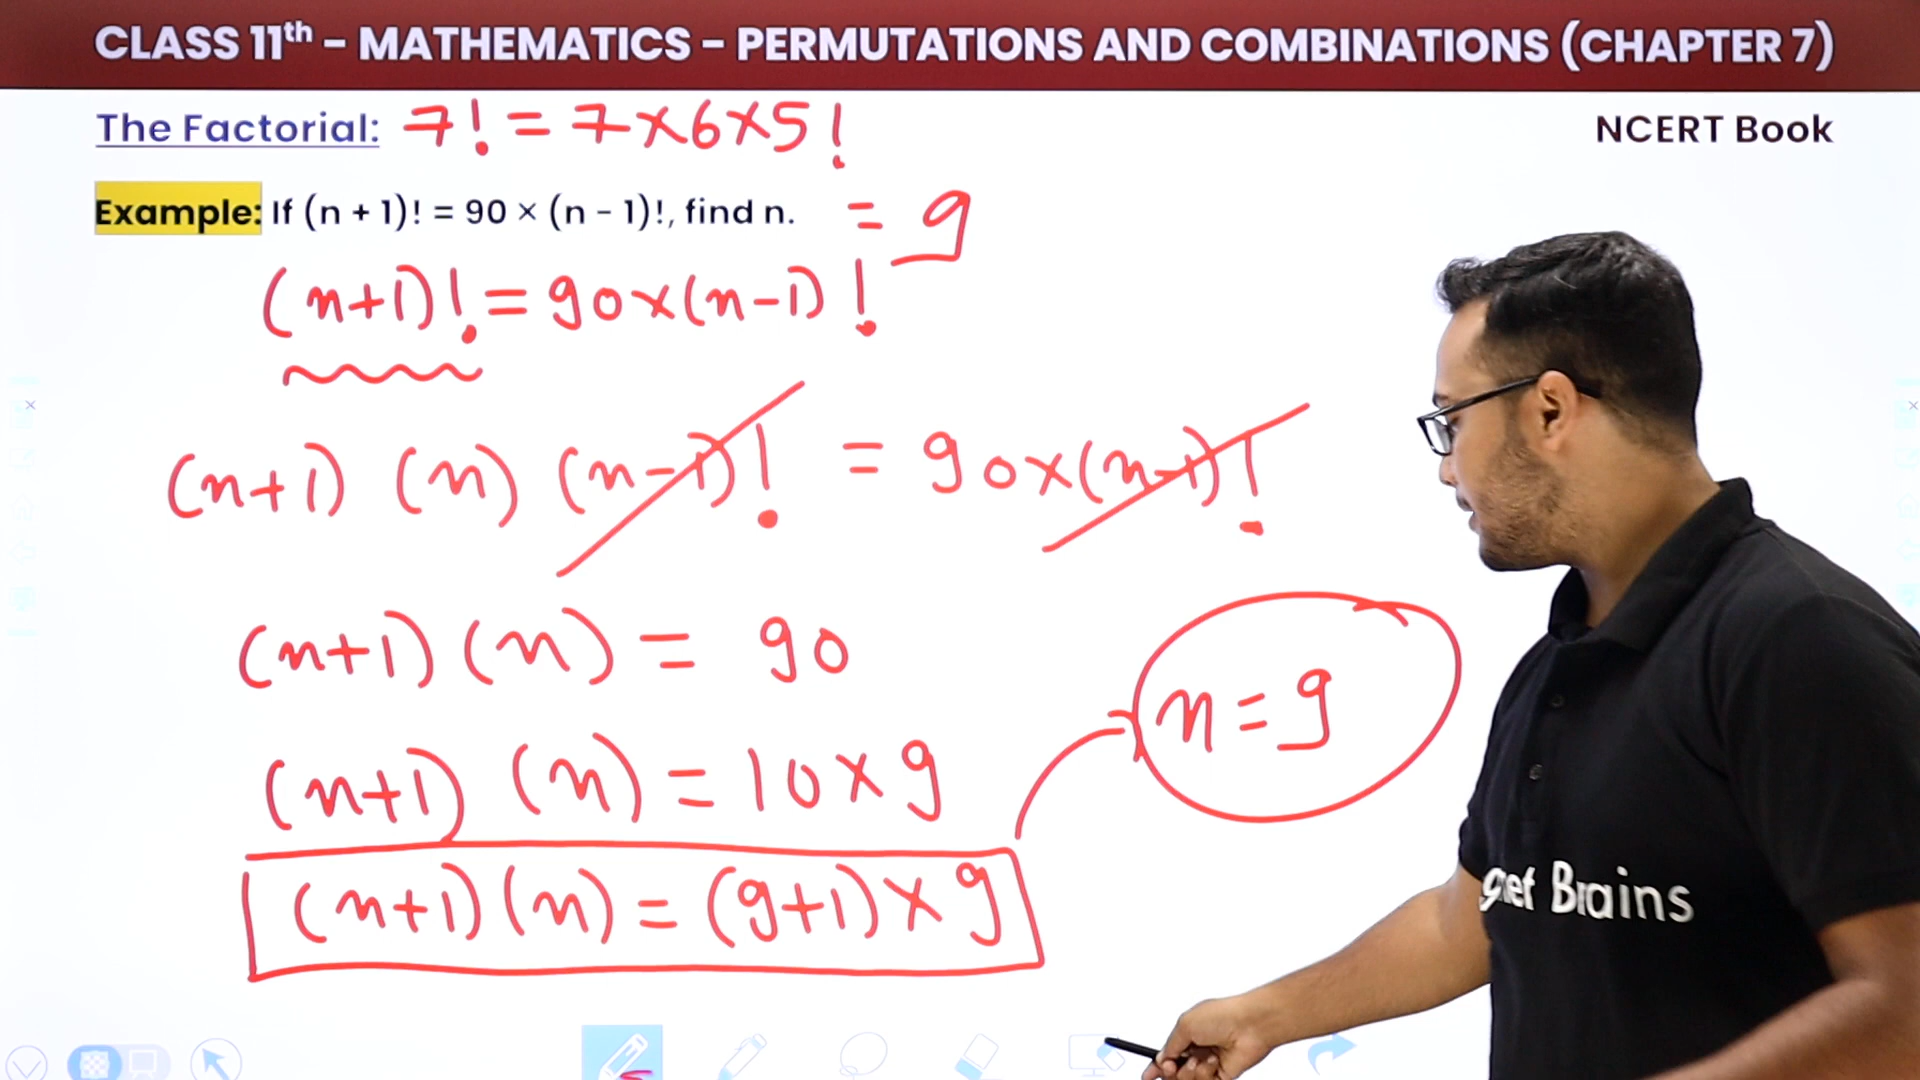 CLASS 11th – MATHEMATICS – PERMUTATIONS AND COMBINATIONS (CHAPTER 7)
The Factorial: 7! = 7×6×5!
NCERT Book
Example: If (n + 1)! = 90 × (n - 1)!, find n. = 9
(n+1)! = 90×(n-1)!
(n+1) (n) (n-1)! = 90×(n-1)!
(n+1) (n) = 90
n = 9
(n+1) (n) = 10×9
(n+1) (n) = (9+1)×9
gnet Brains